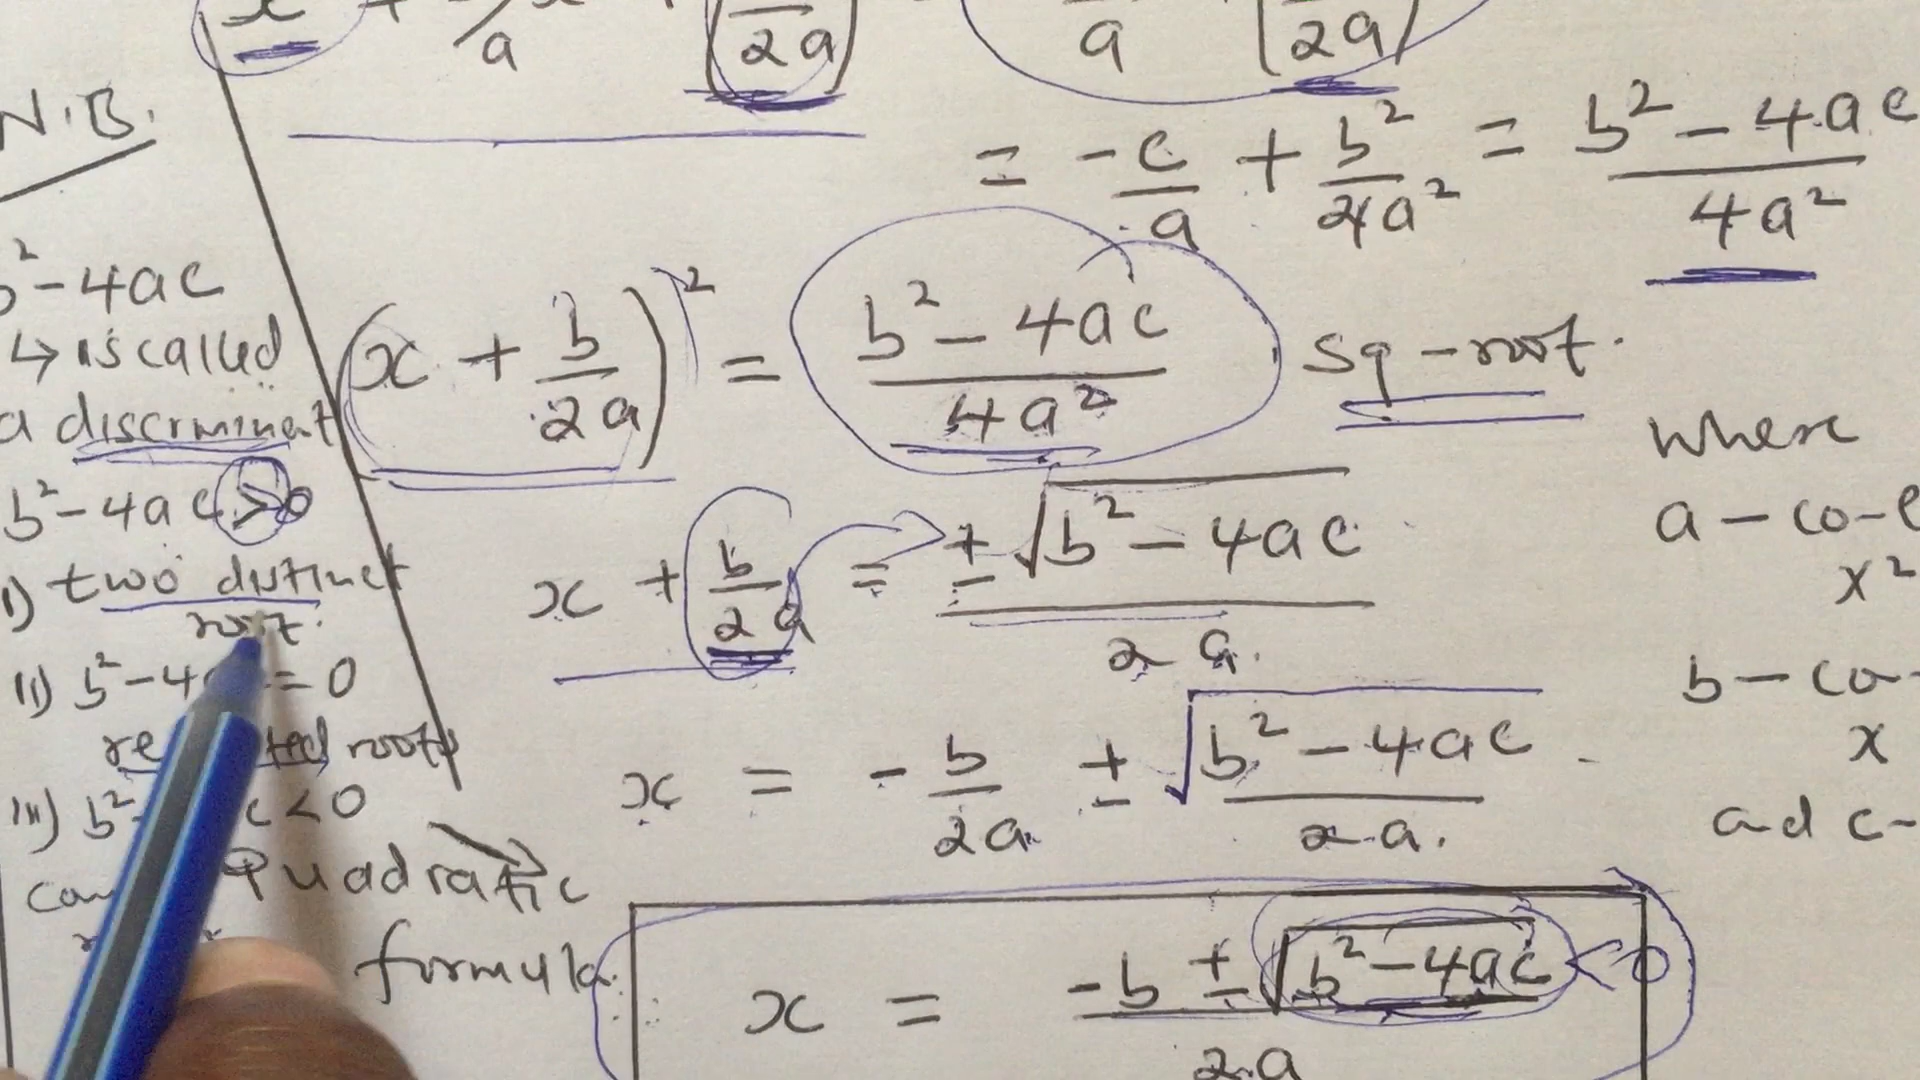 x
a
2a
a
2a
N.B.
= -c/a + b²/4a² = b² - 4ac / 4a²
b² - 4ac
↳ is called
a discriminant
(x + b/2a)² = b² - 4ac / 4a² sq-root.
b² - 4ac > 0
i) two distinct
root.
x + b/2a = ± √b² - 4ac / 2a.
ii) b² - 4 = 0
roots
iii) b² c < 0
x = - b/2a ± √b² - 4ac / 2a.
Quadratic
formula.
x = -b ± √b² - 4ac / 2a < 0
where
a - co-e
x²
b - co-
x
ad c-